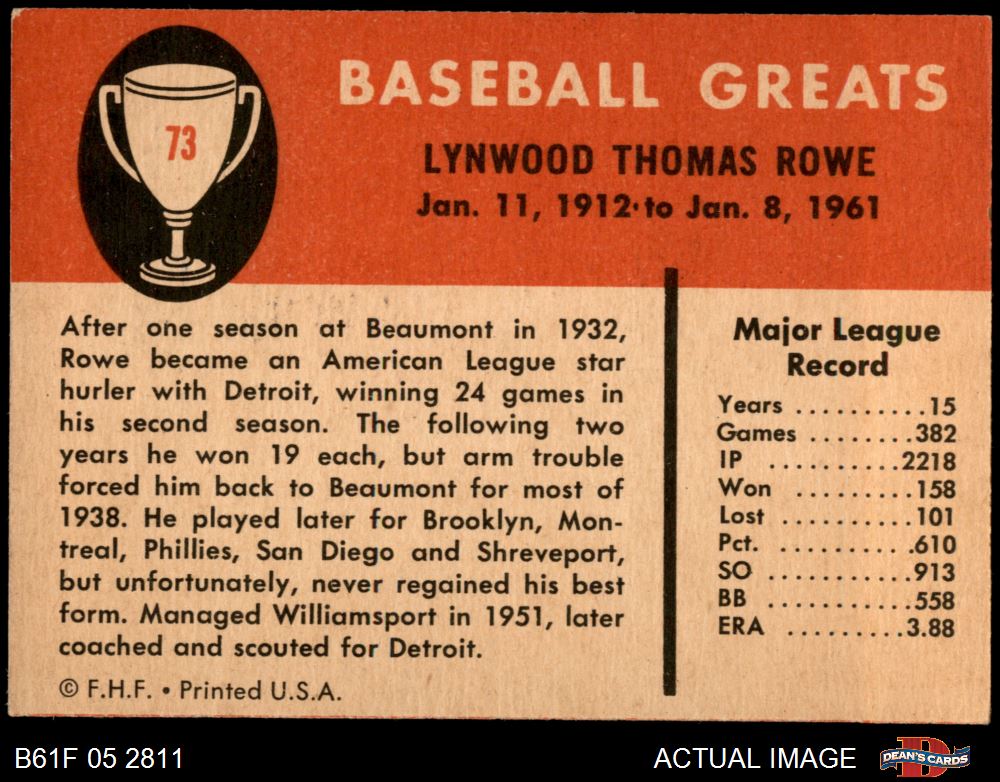 73
BASEBALL GREATS
LYNWOOD THOMAS ROWE
Jan. 11, 1912 to Jan. 8, 1961
After one season at Beaumont in 1932,
Rowe became an American League star
hurler with Detroit, winning 24 games in
his second season. The following two
years he won 19 each, but arm trouble
forced him back to Beaumont for most of
1938. He played later for Brooklyn, Mon-
treal, Phillies, San Diego and Shreveport,
but unfortunately, never regained his best
form. Managed Williamsport in 1951, later
coached and scouted for Detroit.
© F.H.F. • Printed U.S.A.
Major League
Record
Years ..........15
Games ........382
IP ..........2218
Won .........158
Lost ..........101
Pct. ..........610
SO ...........913
BB ...........558
ERA .........3.88
B61F 05 2811
ACTUAL IMAGE
DEAN'S CARDS